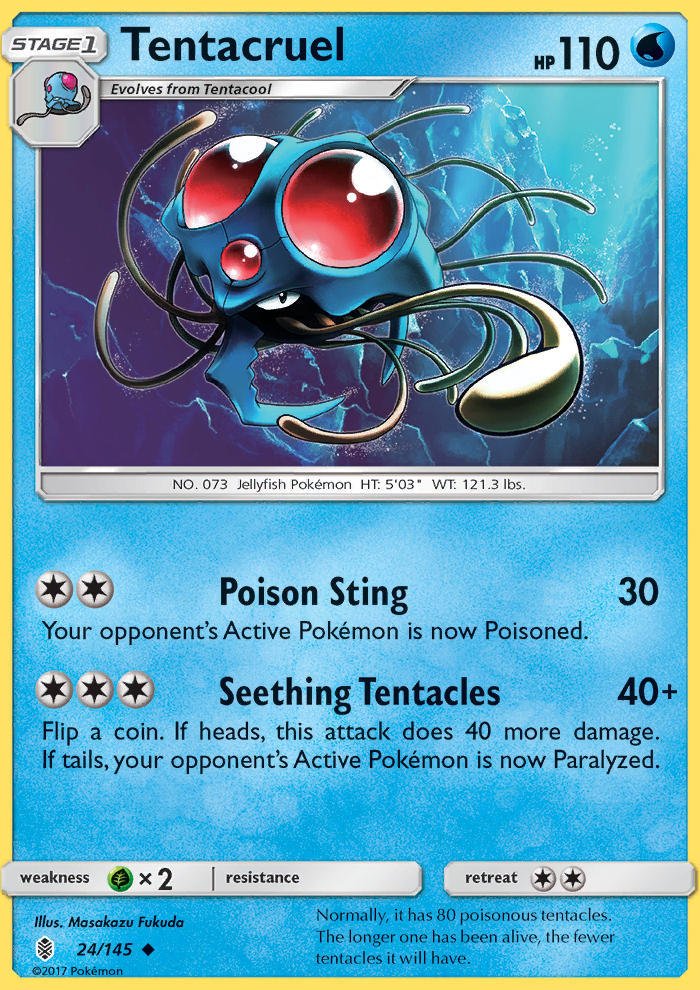 STAGE 1
Tentacruel
HP 110
Evolves from Tentacool
NO. 073 Jellyfish Pokémon HT: 5'03" WT: 121.3 lbs.
Poison Sting 30
Your opponent's Active Pokémon is now Poisoned.
Seething Tentacles 40+
Flip a coin. If heads, this attack does 40 more damage.
If tails, your opponent's Active Pokémon is now Paralyzed.
weakness × 2 resistance retreat
Illus. Masakazu Fukuda
24/145
©2017 Pokémon
Normally, it has 80 poisonous tentacles.
The longer one has been alive, the fewer
tentacles it will have.